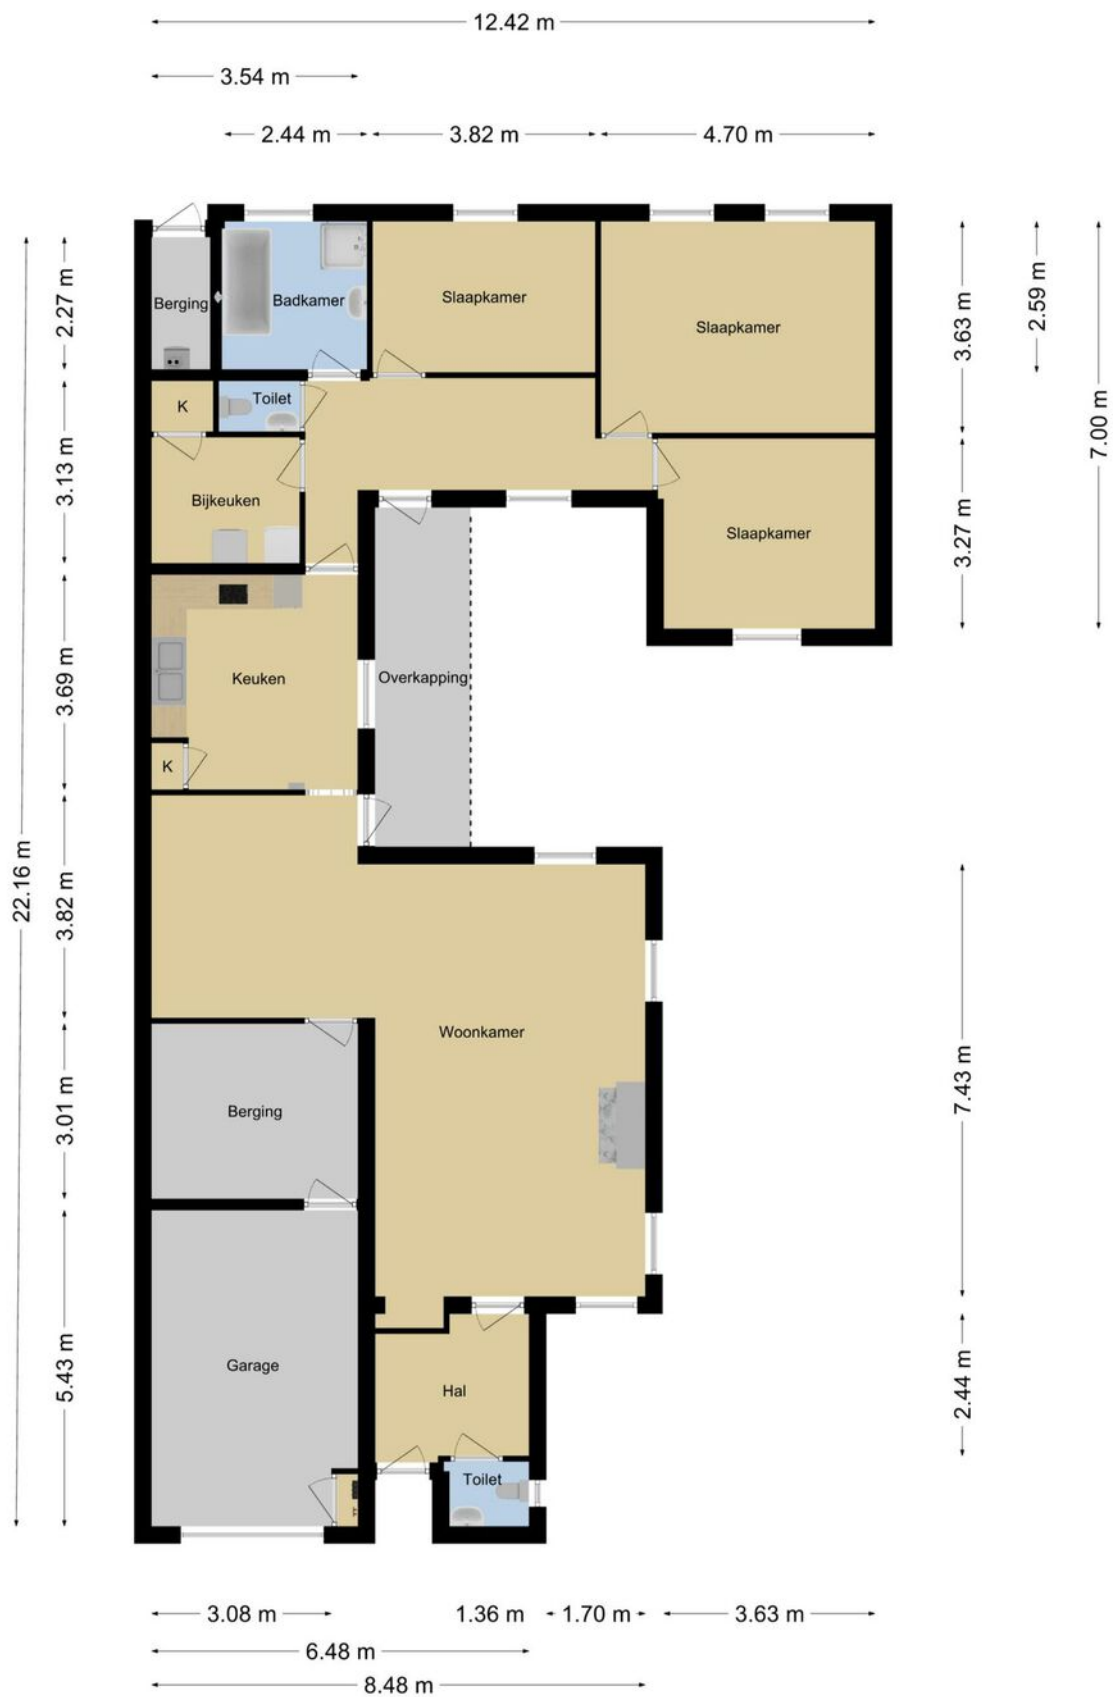 12.42 m
3.54 m
2.44 m
3.82 m
4.70 m
2.27 m
Berging
Badkamer
Slaapkamer
Slaapkamer
3.63 m
2.59 m
7.00 m
K
Toilet
3.13 m
Bijkeuken
Slaapkamer
3.27 m
3.69 m
Keuken
Overkapping
K
22.16 m
3.82 m
Woonkamer
7.43 m
3.01 m
Berging
5.43 m
Garage
Hal
2.44 m
Toilet
3.08 m
1.36 m
1.70 m
3.63 m
6.48 m
8.48 m